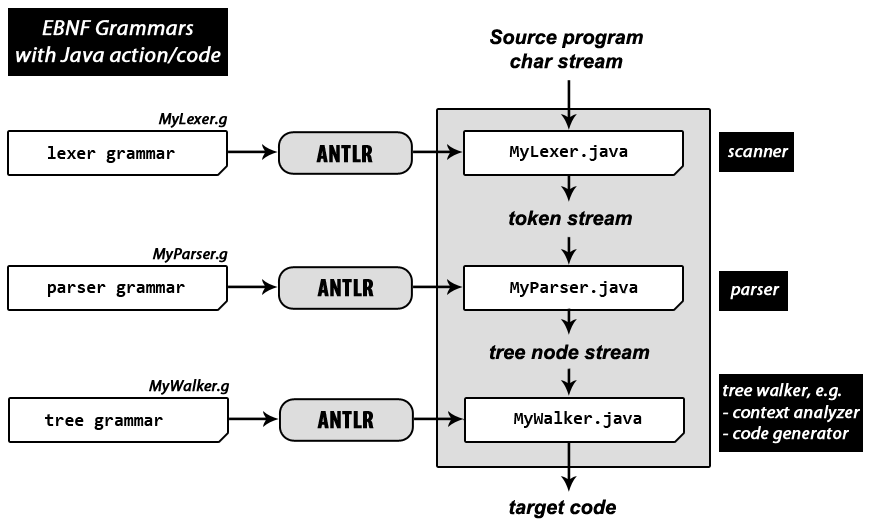 EBNF Grammars
with Java action/code
Source program
char stream
MyLexer.g
lexer grammar
ANTLR
MyLexer.java
scanner
token stream
MyParser.g
parser grammar
ANTLR
MyParser.java
parser
tree node stream
MyWalker.g
tree grammar
ANTLR
MyWalker.java
tree walker, e.g.
- context analyzer
- code generator
target code